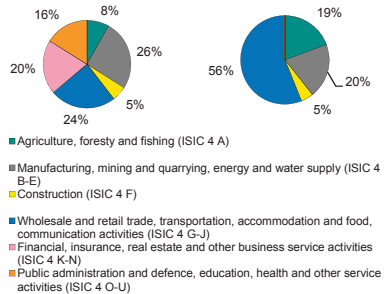 16%
8%
26%
20%
5%
24%
19%
56%
20%
5%
Agriculture, foresty and fishing (ISIC 4 A)
Manufacturing, mining and quarrying, energy and water supply (ISIC 4
B-E)
Construction (ISIC 4 F)
Wholesale and retail trade, transportation, accommodation and food,
communication activities (ISIC 4 G-J)
Financial, insurance, real estate and other business service activities
(ISIC 4 K-N)
Public administration and defence, education, health and other service
activities (ISIC 4 O-U)